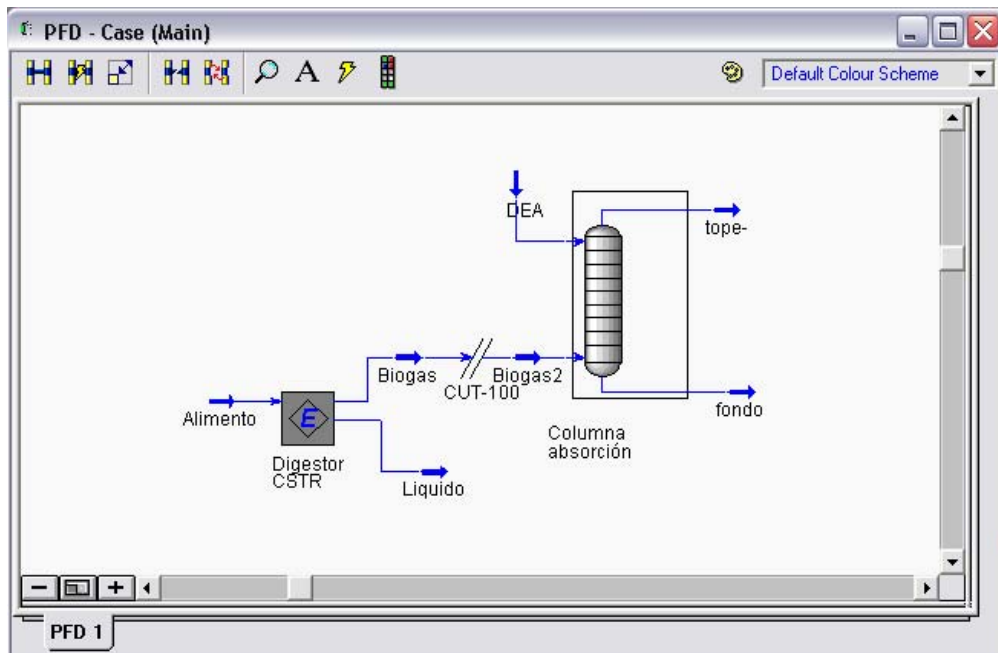 PFD - Case (Main)
A
Default Colour Scheme
DEA
tope-
Biogas
Biogas2
CUT-100
Alimento
E
fondo
Columna
absorción
Digestor
CSTR
Liquido
PFD 1